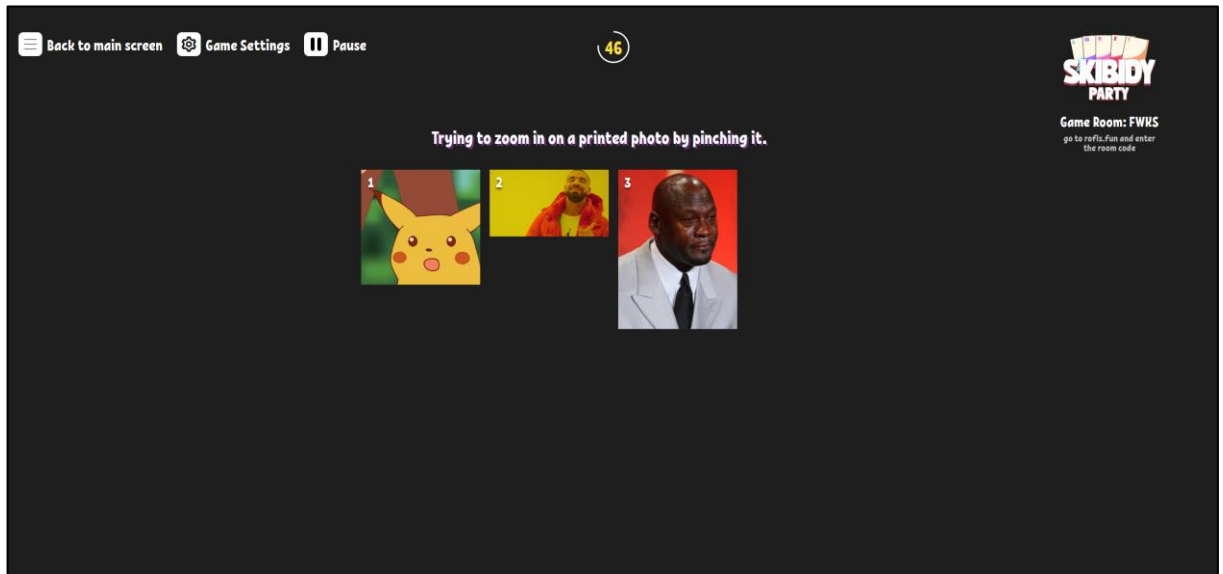 Back to main screen
Game Settings
Pause
46
SKIBIDY
PARTY
Game Room: FWKS
go to rofls.fun and enter
the room code
Trying to zoom in on a printed photo by pinching it.
1
2
3